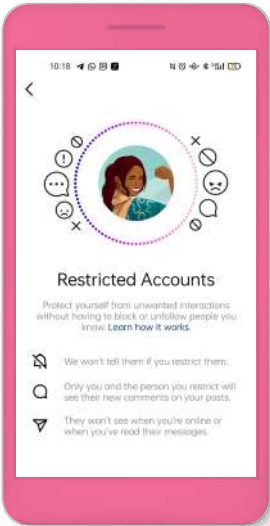 10:18
Restricted Accounts
Protect yourself from unwanted interactions
without having to block or unfollow people you
know. Learn how it works.
We won't tell them if you restrict them.
Only you and the person you restrict will
see their new comments on your posts.
They won't see when you're online or
when you've read their messages.